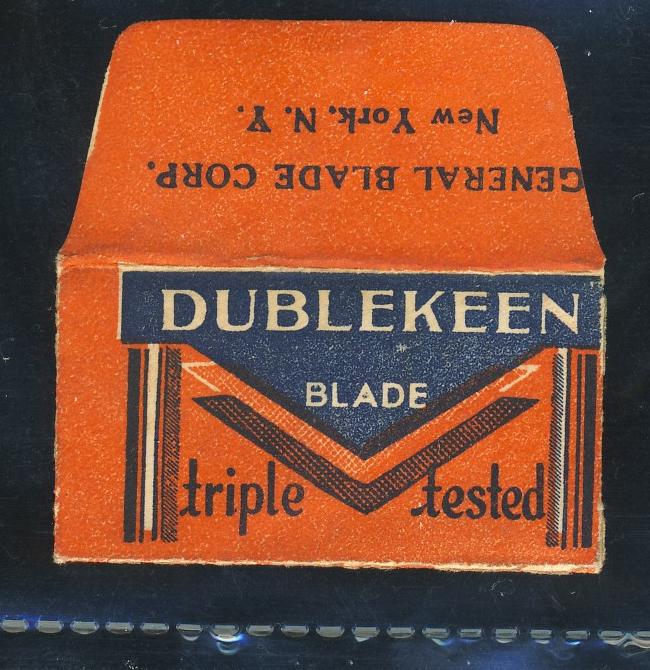 GENERAL BLADE CORP.
New York, N. Y.
DUBLEKEEN
BLADE
triple tested